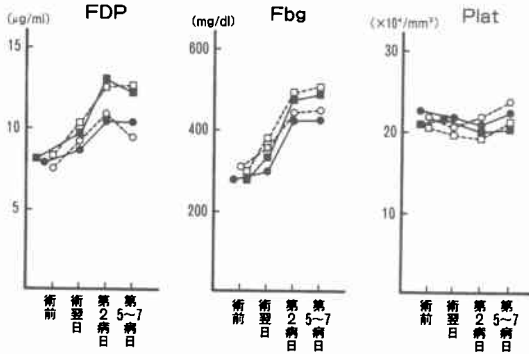 FDP
(μg/ml)
15
10
5
術前
術翌日
第2病日
第5~7病日
Fbg
(mg/dl)
600
400
200
術前
術翌日
第2病日
第5~7病日
Plat
(×10⁴/mm³)
30
20
10
術前
術翌日
第2病日
第5~7病日